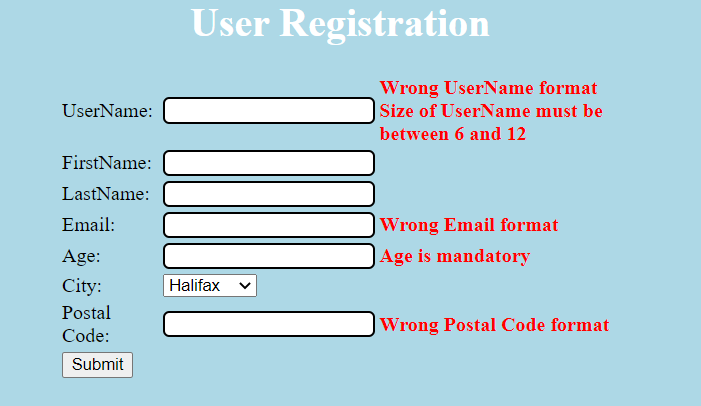 User Registration
Wrong UserName format
UserName:
Size of UserName must be
between 6 and 12
FirstName:
LastName:
Email:
Wrong Email format
Age:
Age is mandatory
City:
Halifax
Postal
Code:
Wrong Postal Code format
Submit